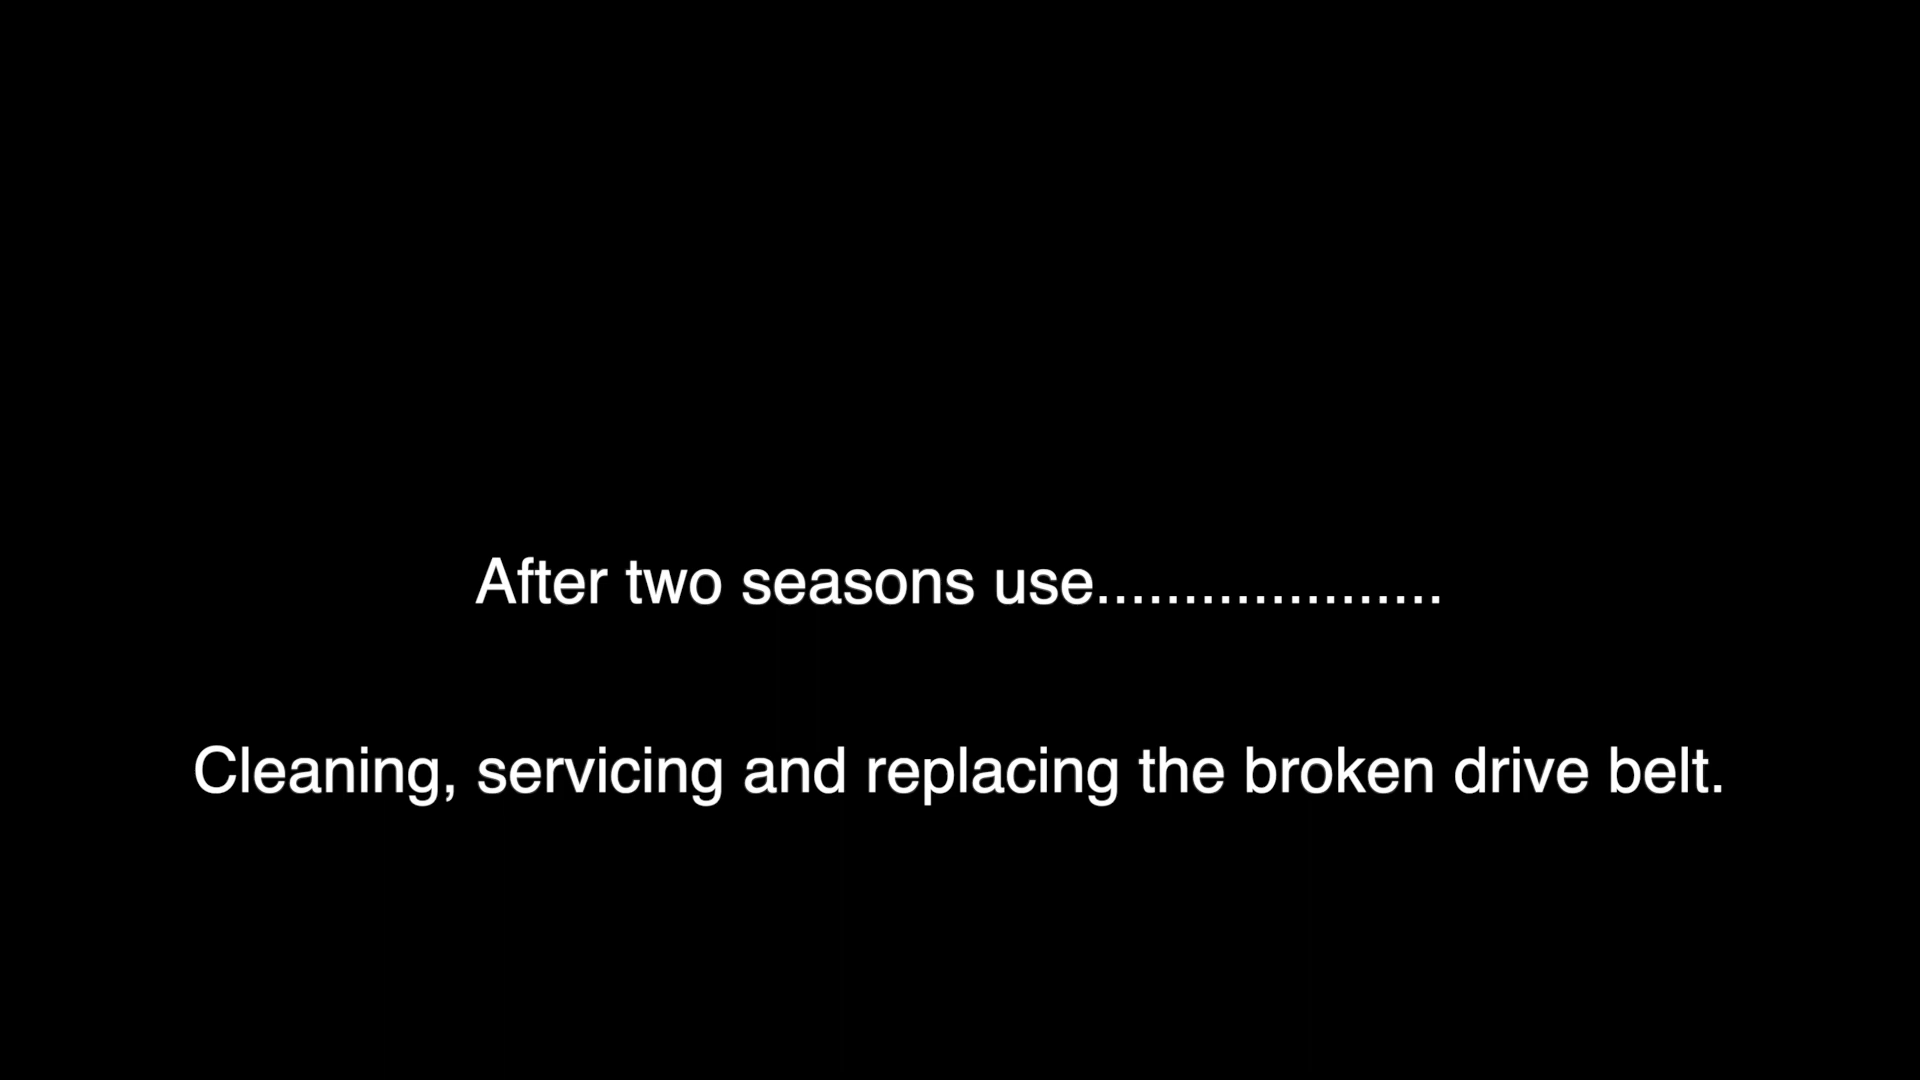 After two seasons use....................
Cleaning, servicing and replacing the broken drive belt.